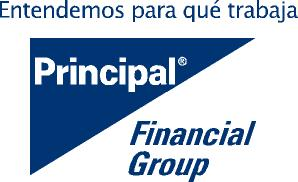 Entendemos para qué trabaja
Principal®
Financial
Group